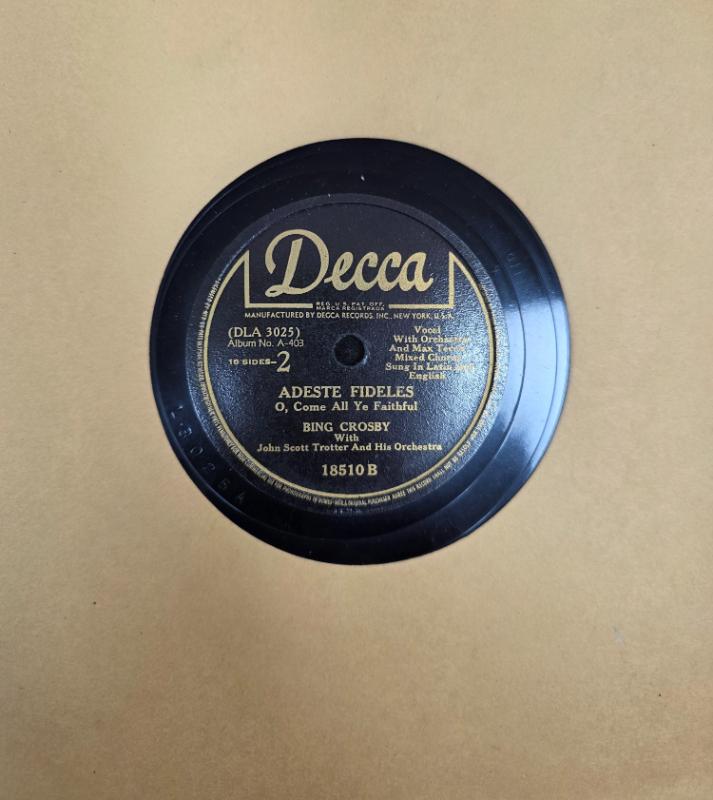 Decca
REG. U.S. PAT. OFF.
MARCA REGISTRADA
MANUFACTURED BY DECCA RECORDS, INC., NEW YORK, U.S.A.
(DLA 3025)
Album No. A-403
10 SIDES-2
Vocal
With Orchestra
And Max Terr's
Mixed Chorus
Sung In Latin And
English
ADESTE FIDELES
O, Come All Ye Faithful
BING CROSBY
With
John Scott Trotter And His Orchestra
18510 B